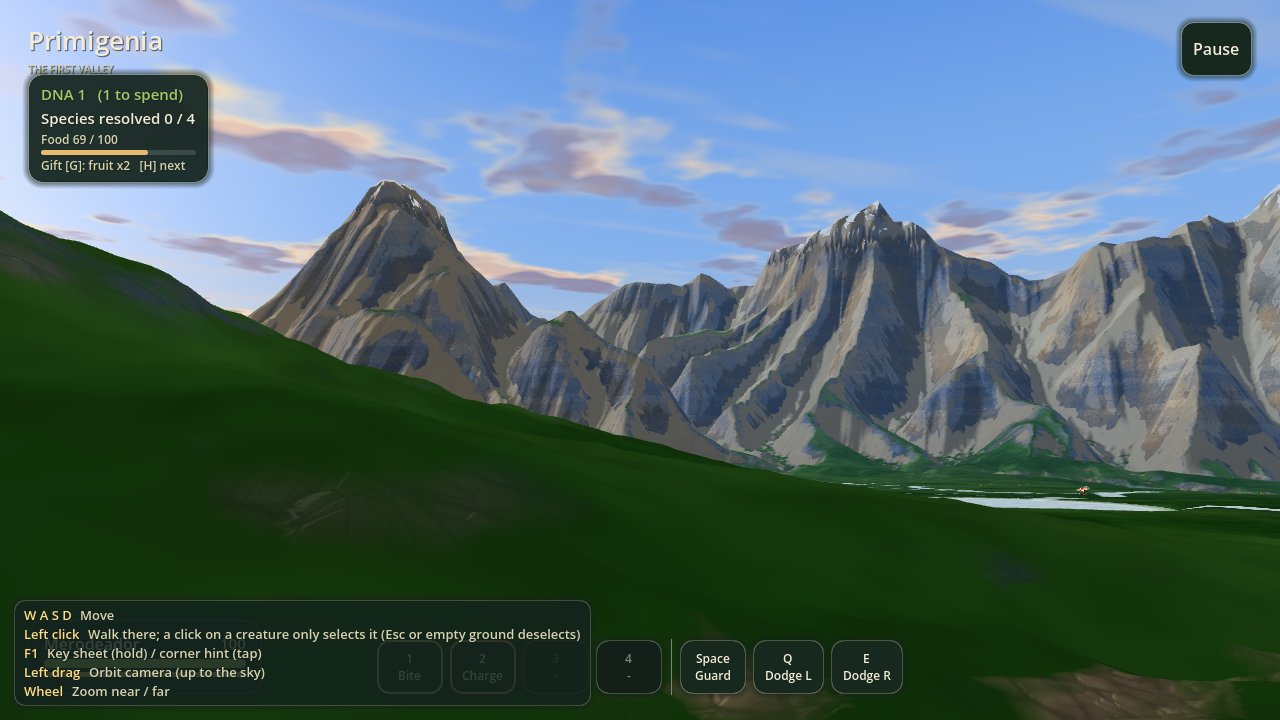 Primigenia
THE FIRST VALLEY
DNA 1 (1 to spend)
Species resolved 0 / 4
Food 69 / 100
Gift [G]: fruit x2 [H] next
Pause
W A S D Move
Left click Walk there; a click on a creature only selects it (Esc or empty ground deselects)
F1 Key sheet (hold) / corner hint (tap)
Left drag Orbit camera (up to the sky)
Wheel Zoom near / far
Merodeador 100
1
Bite
2
Charge
3
-
4
-
Space
Guard
Q
Dodge L
E
Dodge R